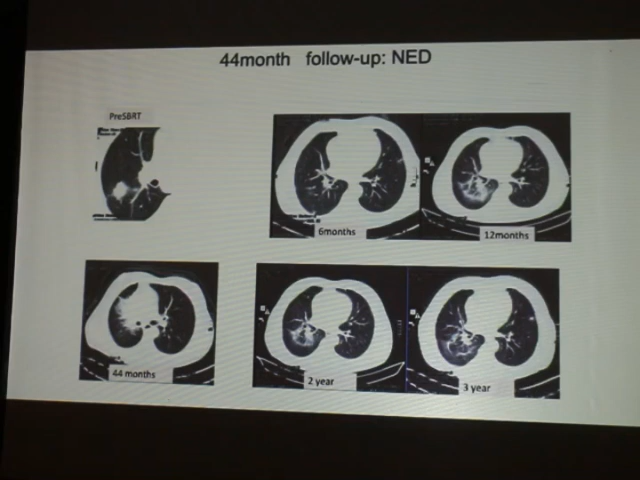 44month follow-up: NED
PreSBRT
6months
12months
44 months
2 year
3 year